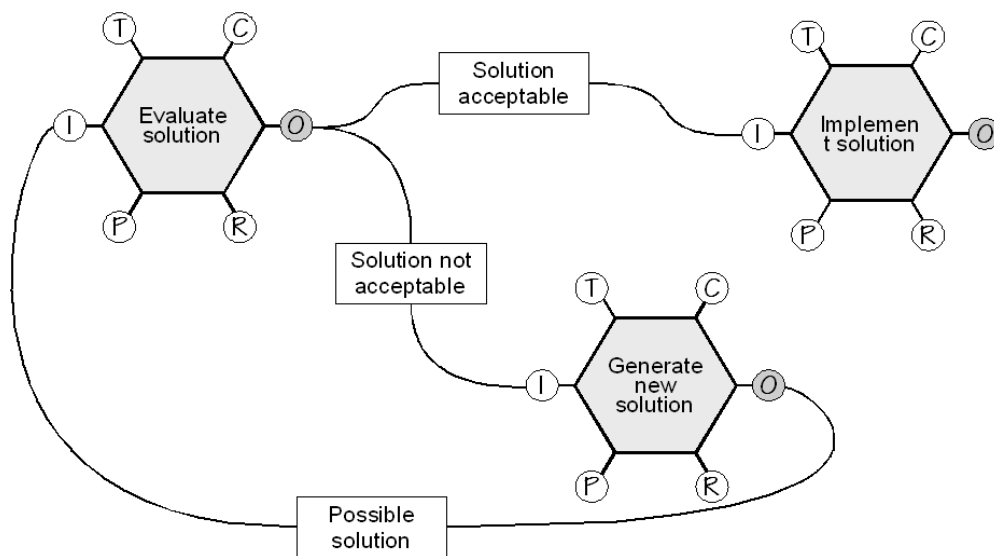 T
C
Evaluate
solution
I
O
P
R
Solution
acceptable
T
C
I
Implemen
t solution
O
P
R
Solution not
acceptable
T
C
I
Generate
new
solution
O
P
R
Possible
solution